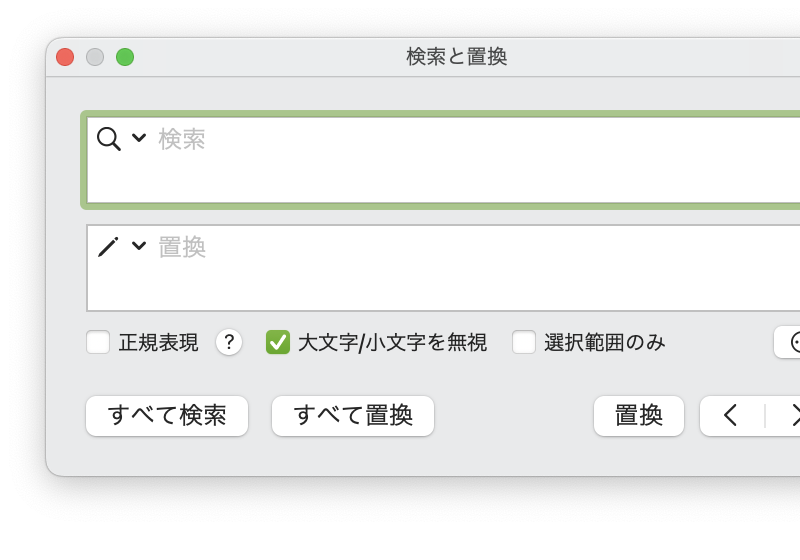 検索と置換
検索
置換
正規表現 ? 大文字/小文字を無視 選択範囲のみ
すべて検索 すべて置換 置換